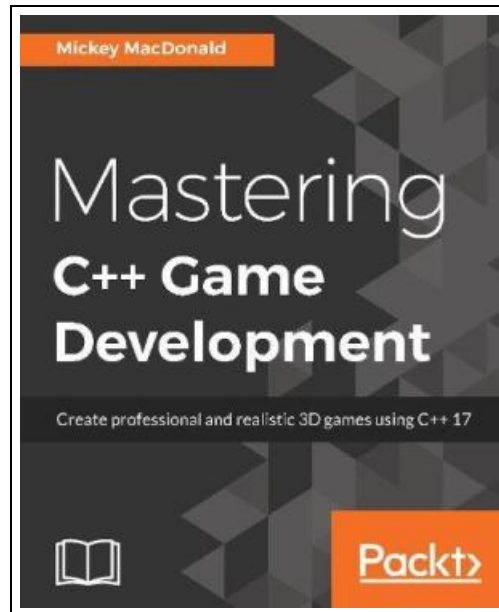 Mickey MacDonald
Mastering
C++ Game
Development
Create professional and realistic 3D games using C++ 17
Packt>